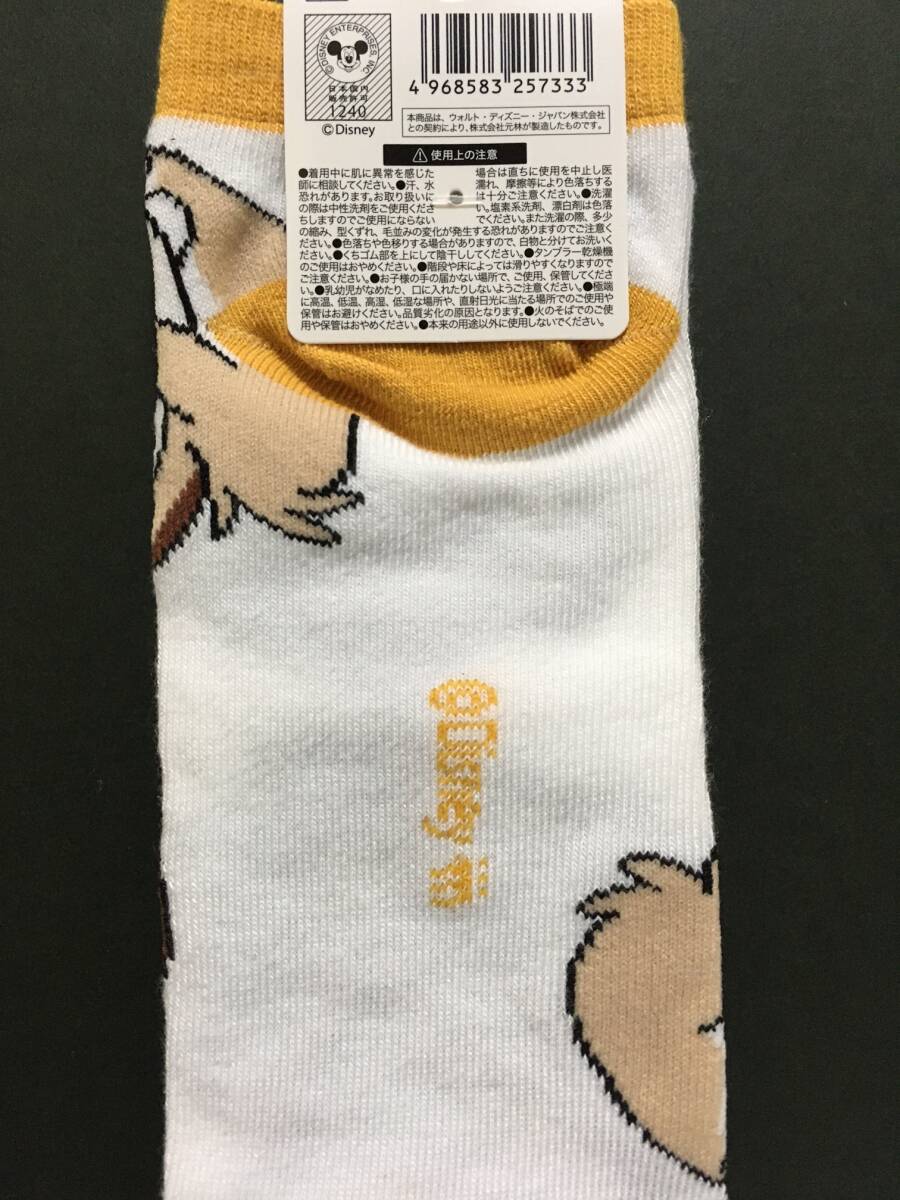 ©DISNEY ENTERPRISES, INC.
日本国内
販売許可
1240
©Disney
4 968583 257333
本商品は、ウォルト・ディズニー・ジャパン株式会社
との契約により、株式会社元林が製造したものです。
使用上の注意
●着用中に肌に異常を感じた 場合は直ちに使用を中止し医
師に相談してください。●汗、水 濡れ、摩擦等により色落ちする
恐れがあります。お取り扱いに は十分ご注意ください。●洗濯
の際は中性洗剤をご使用くださ い。塩素系洗剤、漂白剤は色落
ちしますのでご使用にならない でください。また洗濯の際、多少
の縮み、型くずれ、毛並みの変化が発生する恐れがありますのでご注意くだ
さい。●色落ちや色移りする場合がありますので、白物と分けてお洗いくだ
さい。●くちゴム部を上にして陰干ししてください。●タンブラー乾燥機
のご使用はおやめください。●階段や床によっては滑りやすくなりますので
ご注意ください。●お子様の手の届かない場所で、ご使用、保管してくださ
い。●乳幼児がなめたり、口に入れたりしないようご注意ください。●極端
に高温、低温、高湿、低湿な場所や、直射日光に当たる場所でのご使用や
保管はお避けください。品質劣化の原因となります。●火のそばでのご使
用や保管はおやめください。●本来の用途以外に使用しないでください。
©Disney